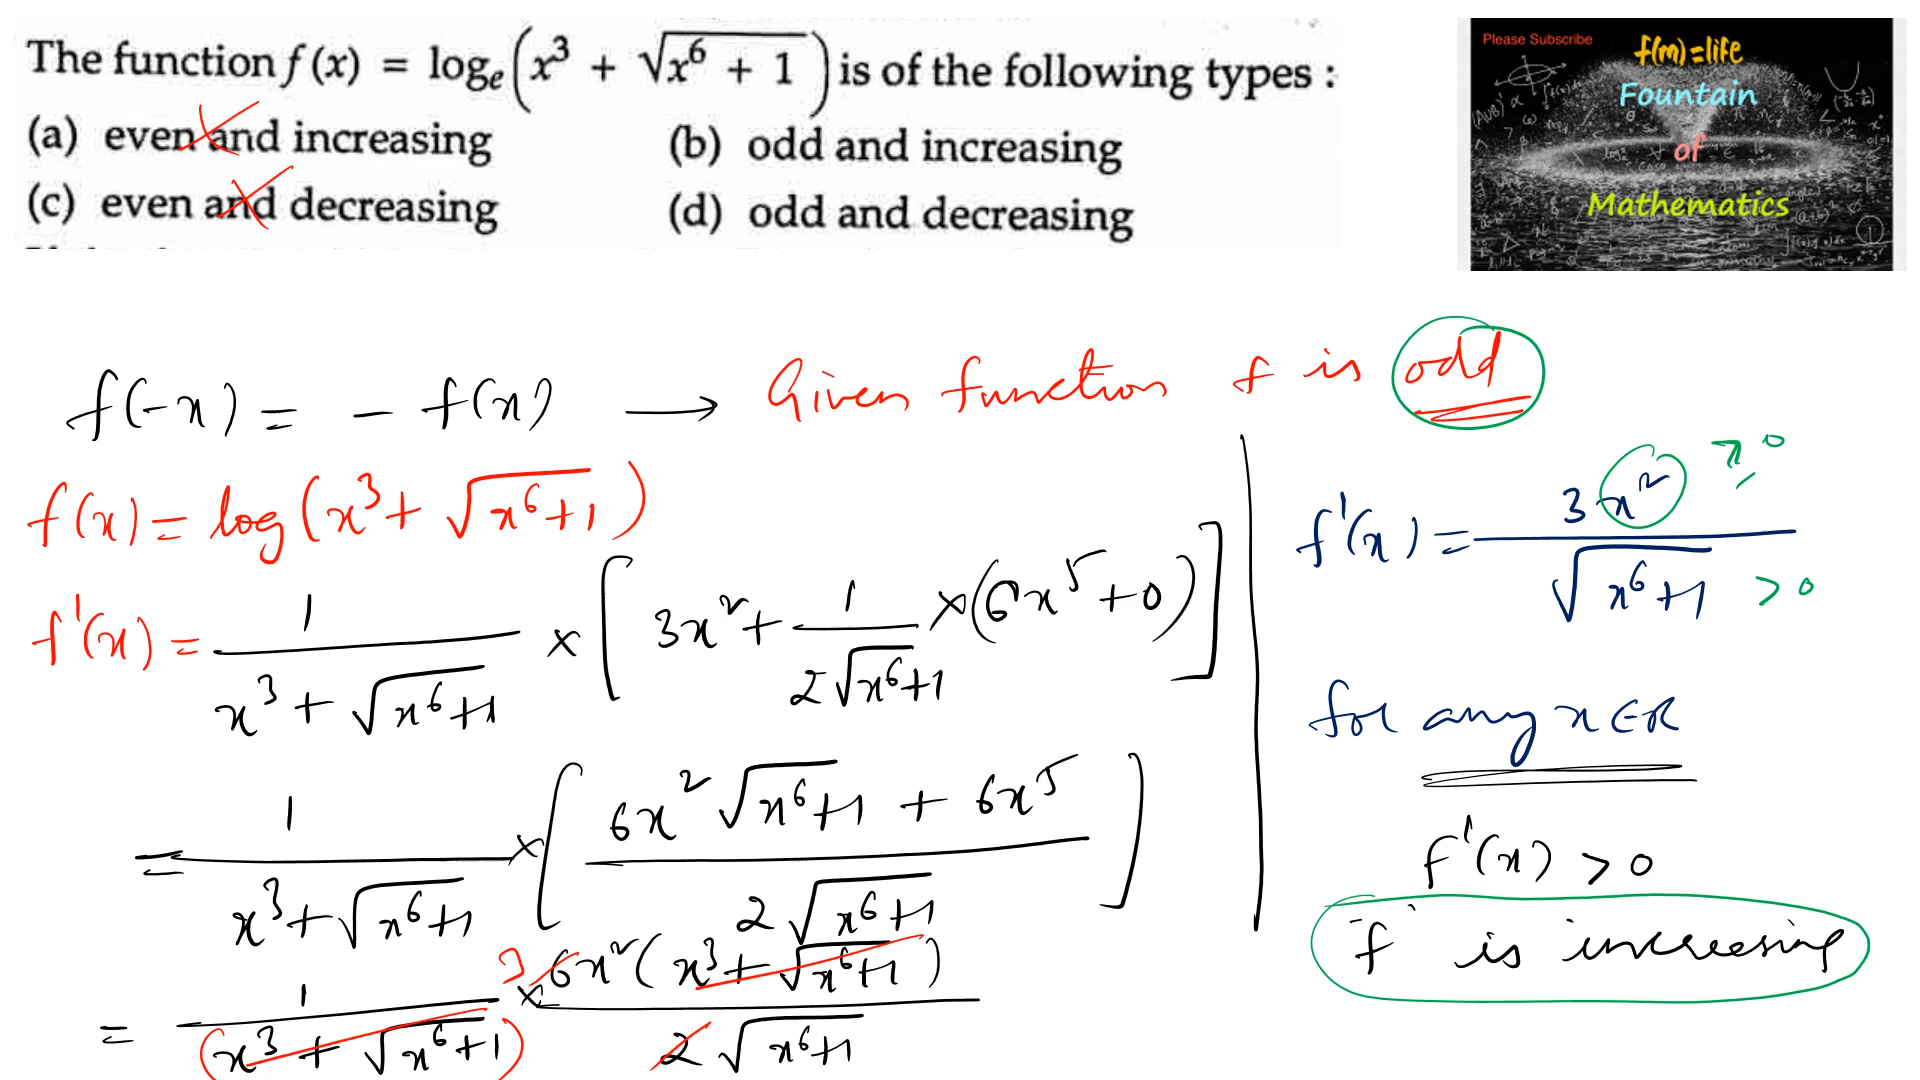 The function f(x) = logₑ(x³ + √(x⁶ + 1)) is of the following types :
(a) even and increasing
(b) odd and increasing
(c) even and decreasing
(d) odd and decreasing
Please Subscribe
f(m)=life
Fountain
of
Mathematics
f(-x) = - f(x) → Given function f is odd
f(x) = log(x³ + √(x⁶+1))
f'(x) = 1/(x³ + √(x⁶+1)) × [3x² + 1/(2√(x⁶+1)) × (6x⁵+0)]
= 1/(x³ + √(x⁶+1)) × [(6x²√(x⁶+1) + 6x⁵)/(2√(x⁶+1))]
= 1/(x³ + √(x⁶+1)) × 3 6x²(x³ + √(x⁶+1))/(2√(x⁶+1))
f'(x) = 3x²/√(x⁶+1)
≥ 0
> 0
for any x ∈ R
f'(x) > 0
'f' is increesing